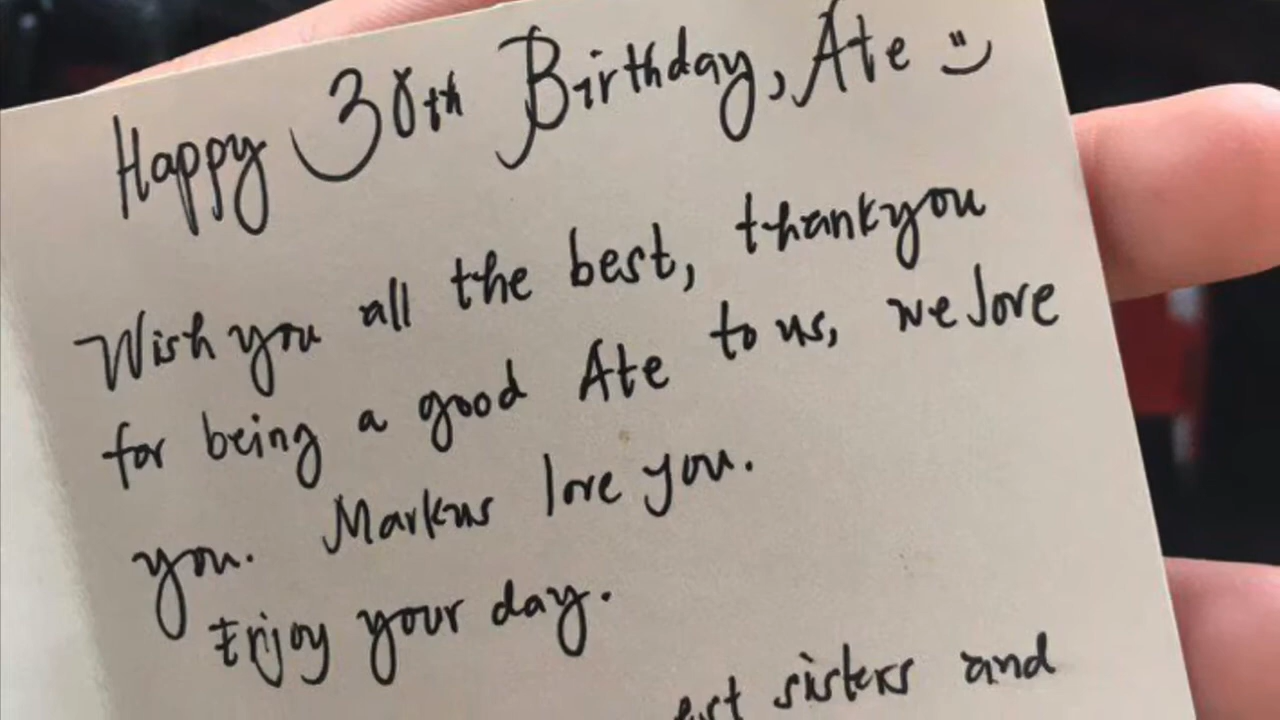 Happy 30th Birthday, Ate
Wish you all the best, thankyou
for being a good Ate to us, we love
you. Markus love you.
Enjoy your day.
sisters and